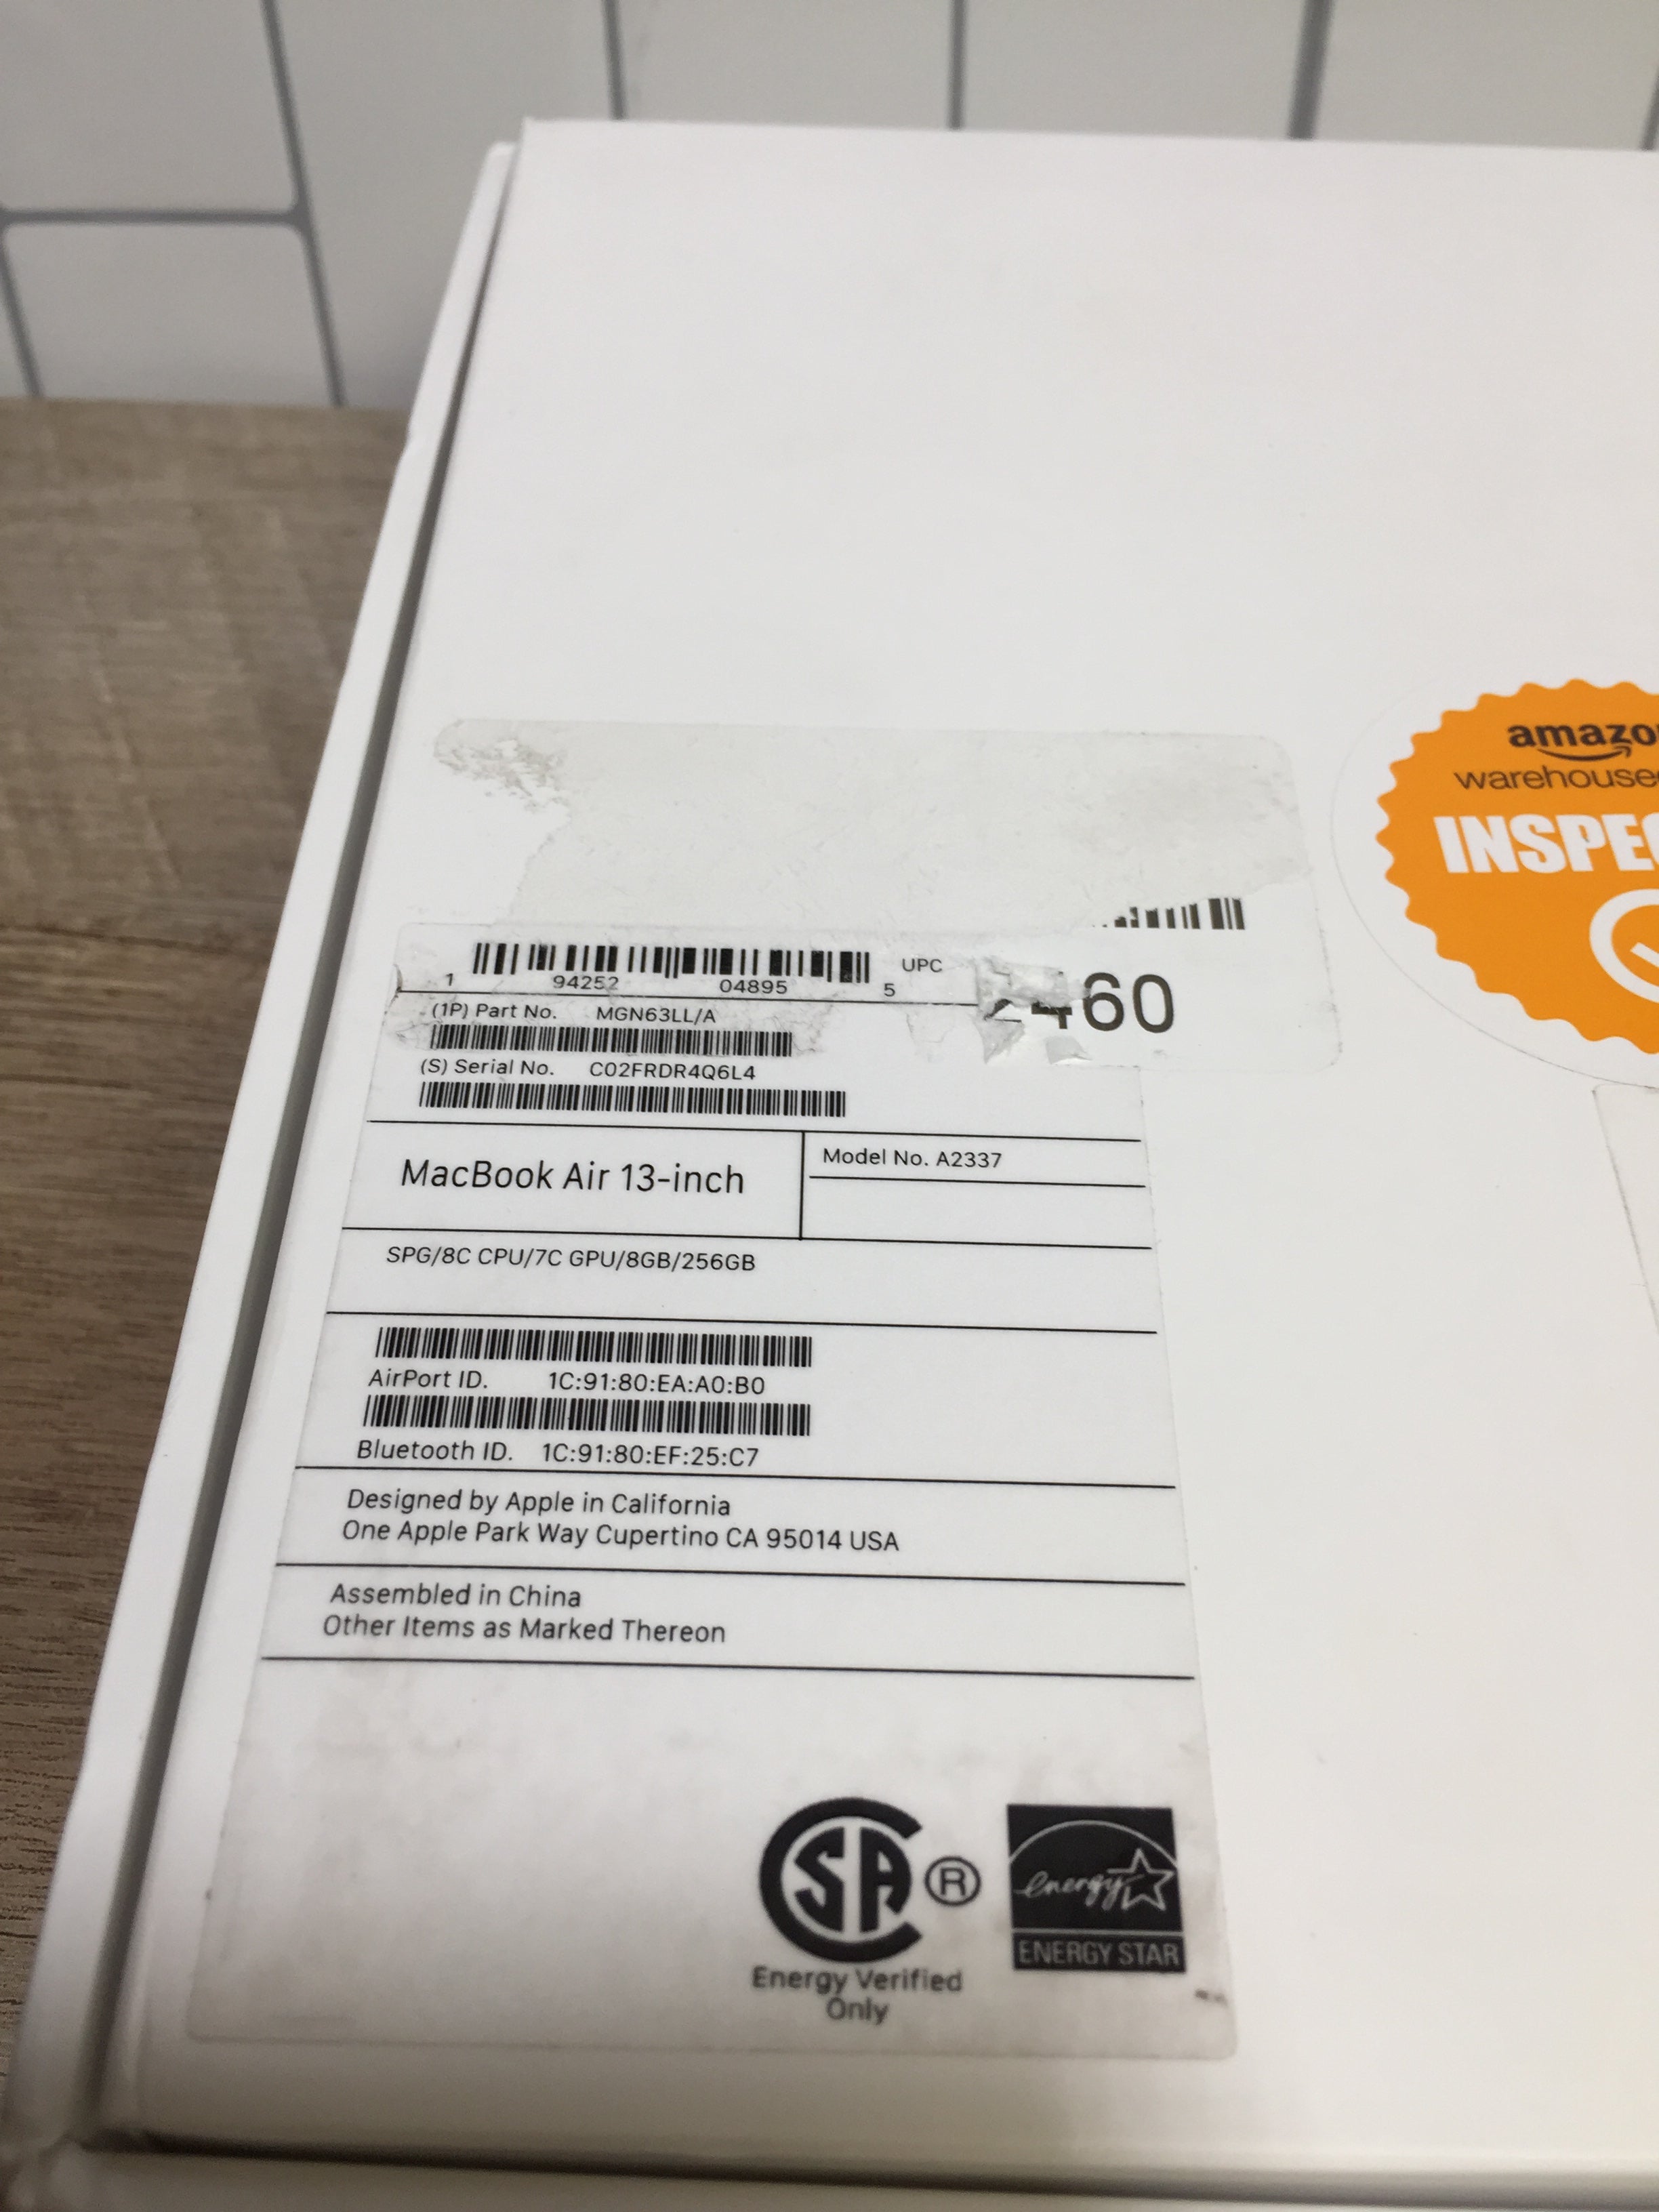 amazo
warehouse
INSPE
UPC
1 94252 04895 5
460
(1P) Part No. MGN63LL/A
(S) Serial No. C02FRDR4Q6L4
MacBook Air 13-inch
Model No. A2337
SPG/8C CPU/7C GPU/8GB/256GB
AirPort ID. 1C:91:80:EA:A0:B0
Bluetooth ID. 1C:91:80:EF:25:C7
Designed by Apple in California
One Apple Park Way Cupertino CA 95014 USA
Assembled in China
Other Items as Marked Thereon
SA ®
Energy Verified
Only
energy
ENERGY STAR